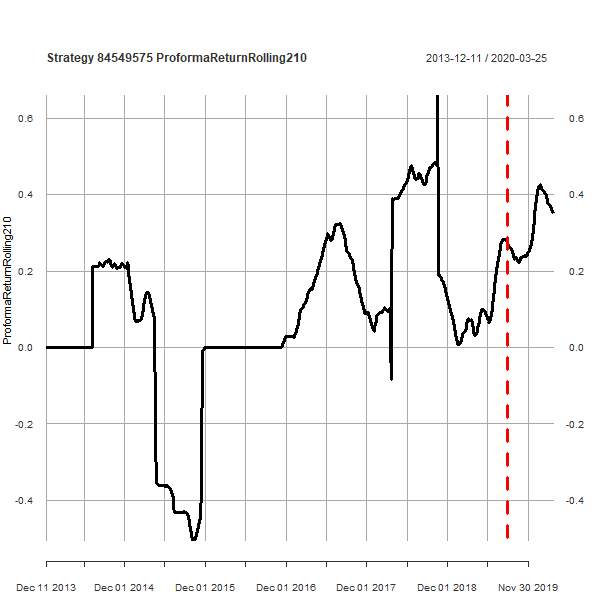 Strategy 84549575 ProformaReturnRolling210
2013-12-11 / 2020-03-25
ProformaReturnRolling210
0.6
0.4
0.2
0.0
-0.2
-0.4
0.6
0.4
0.2
0.0
-0.2
-0.4
Dec 11 2013
Dec 01 2014
Dec 01 2015
Dec 01 2016
Dec 01 2017
Dec 01 2018
Nov 30 2019